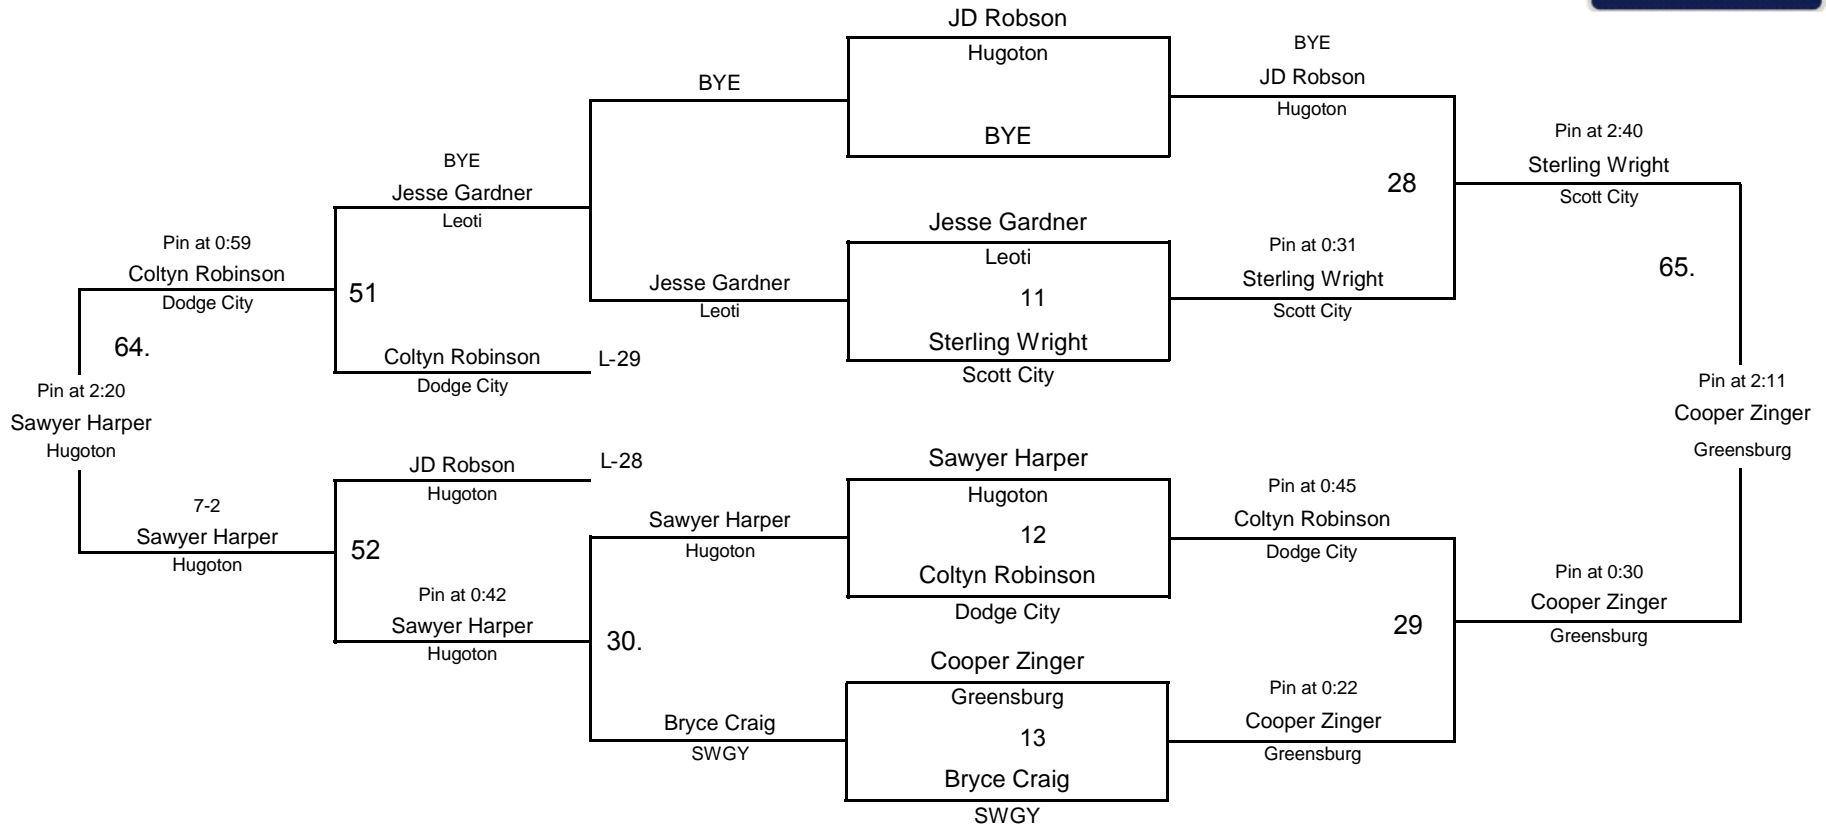 JD Robson
Hugoton
BYE
BYE
JD Robson
Hugoton
BYE
Pin at 2:40
Sterling Wright
Scott City
BYE
Jesse Gardner
Leoti
28
Jesse Gardner
Leoti
11
Sterling Wright
Scott City
Pin at 0:31
Sterling Wright
Scott City
65.
Pin at 0:59
Coltyn Robinson
Dodge City
51
Jesse Gardner
Leoti
64.
Coltyn Robinson
Dodge City
L-29
Pin at 2:20
Sawyer Harper
Hugoton
Pin at 2:11
Cooper Zinger
Greensburg
JD Robson
Hugoton
L-28
Sawyer Harper
Hugoton
12
Coltyn Robinson
Dodge City
Pin at 0:45
Coltyn Robinson
Dodge City
7-2
Sawyer Harper
Hugoton
52
Sawyer Harper
Hugoton
Pin at 0:42
Sawyer Harper
Hugoton
30.
29
Pin at 0:30
Cooper Zinger
Greensburg
Cooper Zinger
Greensburg
13
Bryce Craig
SWGY
Pin at 0:22
Cooper Zinger
Greensburg
Bryce Craig
SWGY